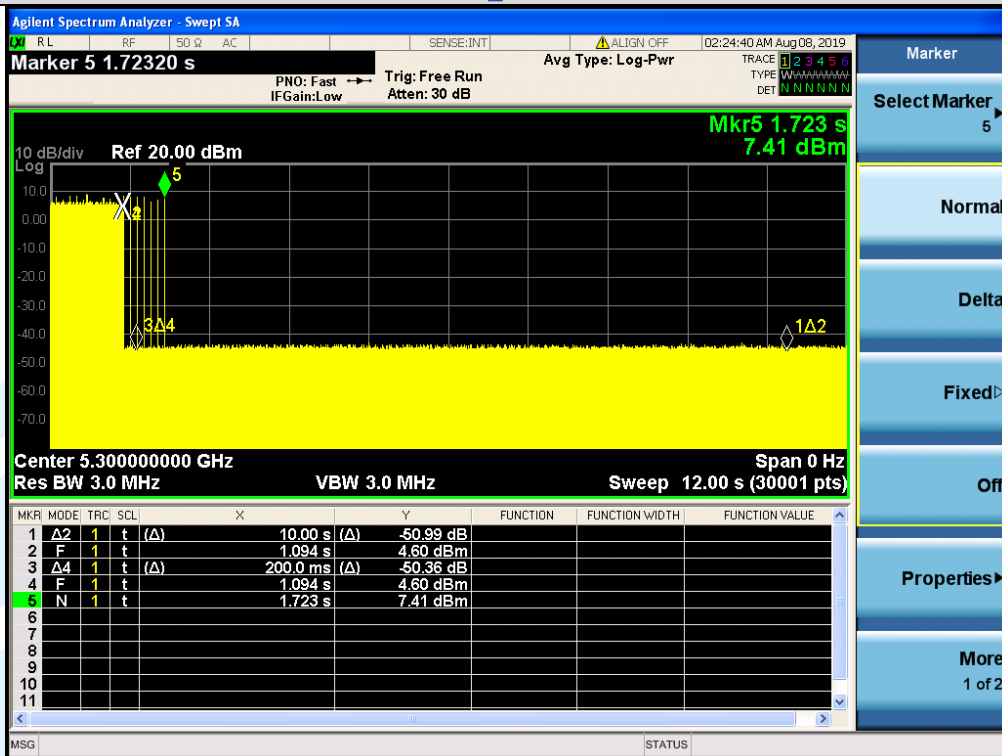 Agilent Spectrum Analyzer - Swept SA
LXI RL RF 50 Ω AC SENSE:INT ALIGN OFF 02:24:40 AM Aug 08, 2019
Marker 5 1.72320 s
PNO: Fast IFGain:Low
Trig: Free Run
Atten: 30 dB
Avg Type: Log-Pwr
TRACE 1 2 3 4 5 6
TYPE WWWWWW
DET N N N N N N
Mkr5 1.723 s
7.41 dBm
10 dB/div Ref 20.00 dBm
Log
5
10.0
2
0.00
-10.0
-20.0
-30.0
3Δ4 1Δ2
-40.0
-50.0
-60.0
-70.0
Center 5.300000000 GHz Span 0 Hz
Res BW 3.0 MHz VBW 3.0 MHz Sweep 12.00 s (30001 pts)
MKR MODE TRC SCL X Y FUNCTION FUNCTION WIDTH FUNCTION VALUE
1 Δ2 1 t (Δ) 10.00 s (Δ) -50.99 dB
2 F 1 t 1.094 s 4.60 dBm
3 Δ4 1 t (Δ) 200.0 ms (Δ) -50.36 dB
4 F 1 t 1.094 s 4.60 dBm
5 N 1 t 1.723 s 7.41 dBm
6
7
8
9
10
11
MSG STATUS
Marker
Select Marker
5
Normal
Delta
Fixed
Off
Properties
More
1 of 2